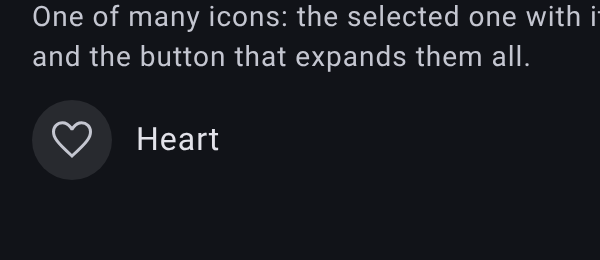 One of many icons: the selected one with
and the button that expands them all.
Heart